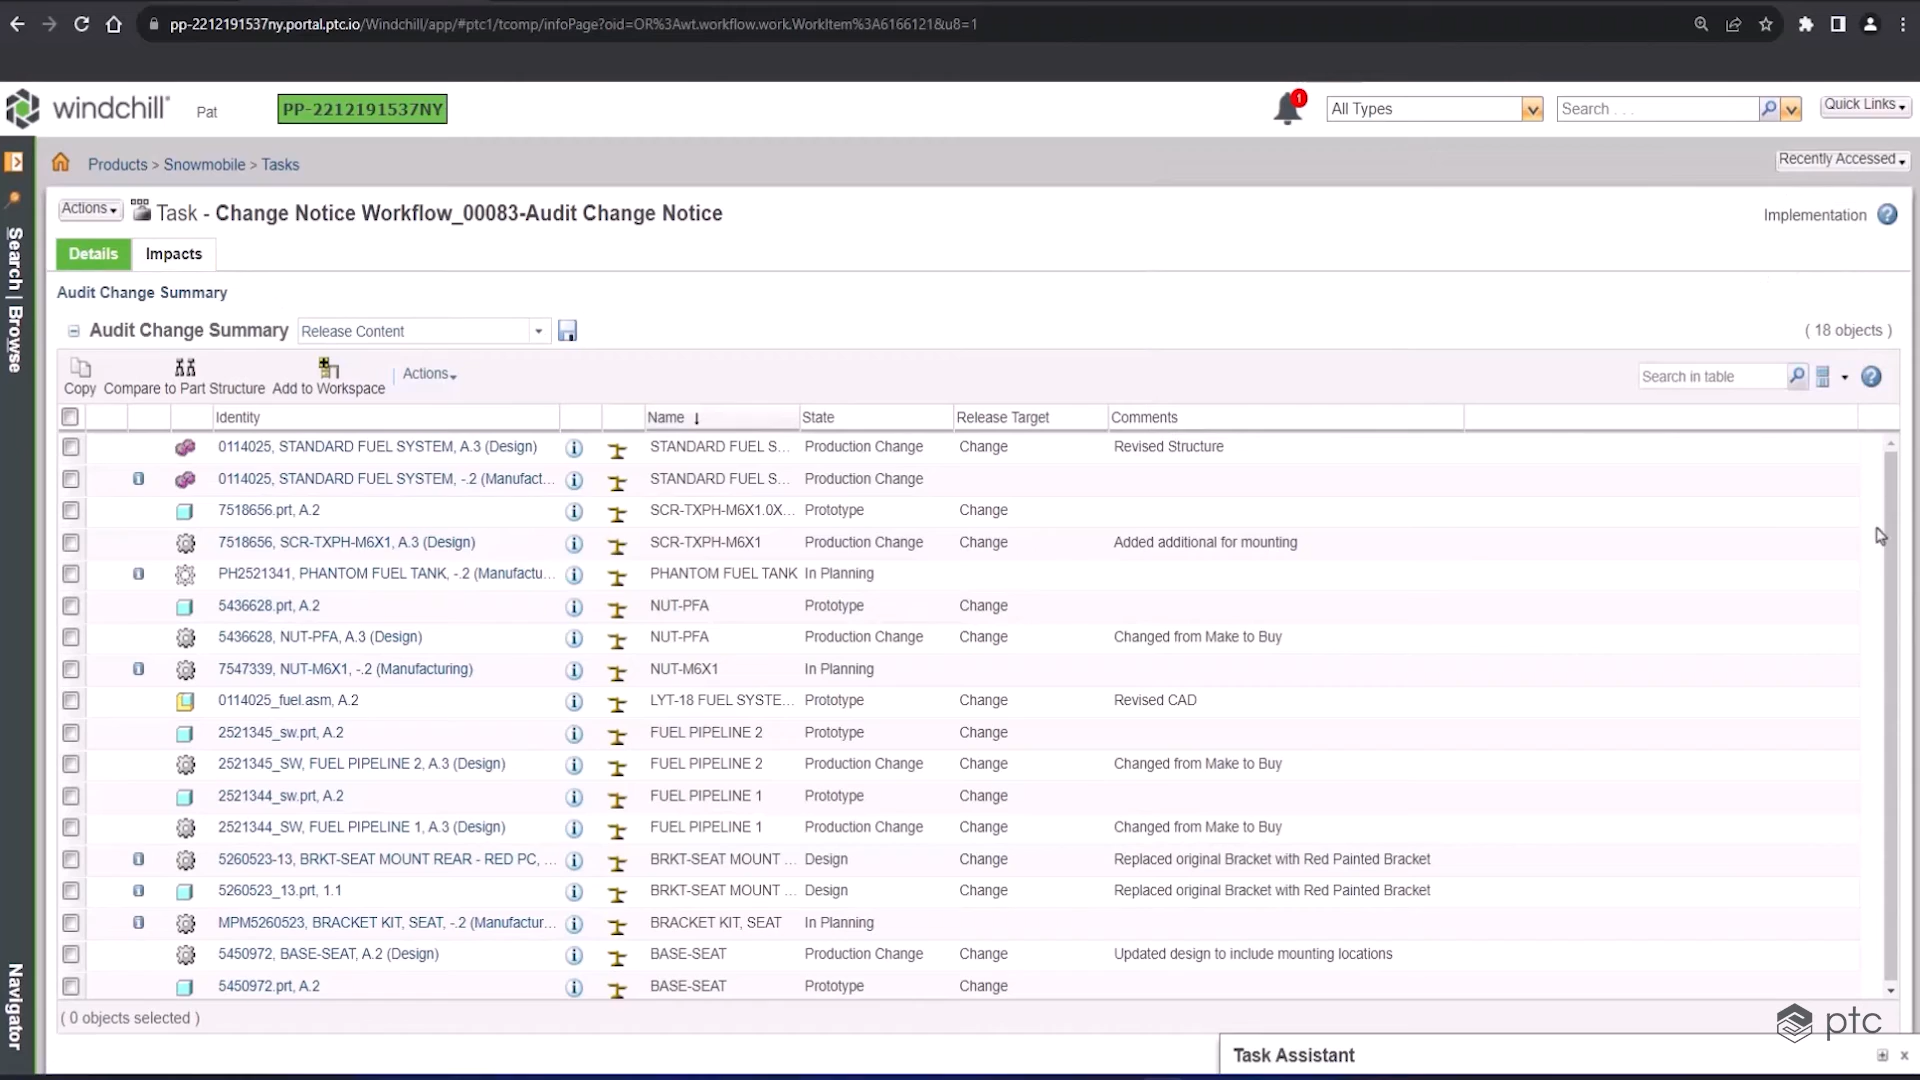 pp-2212191537ny.portal.ptc.io/Windchill/app/#ptc1/tcomp/infoPage?oid=OR%3Awt.workflow.work.WorkItem%3A6166121&u8=1
windchill Pat PP-2212191537NY 1 All Types Search . . . Quick Links
Products > Snowmobile > Tasks Recently Accessed
Search | Browse
Navigator
Actions Task - Change Notice Workflow_00083-Audit Change Notice Implementation
Details Impacts
Audit Change Summary
Audit Change Summary Release Content ( 18 objects )
Copy Compare to Part Structure Add to Workspace Actions Search in table
Identity Name ↓ State Release Target Comments
0114025, STANDARD FUEL SYSTEM, A.3 (Design) STANDARD FUEL S... Production Change Change Revised Structure
0114025, STANDARD FUEL SYSTEM, -.2 (Manufact... STANDARD FUEL S... Production Change
7518656.prt, A.2 SCR-TXPH-M6X1.0X... Prototype Change
7518656, SCR-TXPH-M6X1, A.3 (Design) SCR-TXPH-M6X1 Production Change Change Added additional for mounting
PH2521341, PHANTOM FUEL TANK, -.2 (Manufactu... PHANTOM FUEL TANK In Planning
5436628.prt, A.2 NUT-PFA Prototype Change
5436628, NUT-PFA, A.3 (Design) NUT-PFA Production Change Change Changed from Make to Buy
7547339, NUT-M6X1, -.2 (Manufacturing) NUT-M6X1 In Planning
0114025_fuel.asm, A.2 LYT-18 FUEL SYSTE... Prototype Change Revised CAD
2521345_sw.prt, A.2 FUEL PIPELINE 2 Prototype Change
2521345_SW, FUEL PIPELINE 2, A.3 (Design) FUEL PIPELINE 2 Production Change Change Changed from Make to Buy
2521344_sw.prt, A.2 FUEL PIPELINE 1 Prototype Change
2521344_SW, FUEL PIPELINE 1, A.3 (Design) FUEL PIPELINE 1 Production Change Change Changed from Make to Buy
5260523-13, BRKT-SEAT MOUNT REAR - RED PC, ... BRKT-SEAT MOUNT ... Design Change Replaced original Bracket with Red Painted Bracket
5260523_13.prt, 1.1 BRKT-SEAT MOUNT ... Design Change Replaced original Bracket with Red Painted Bracket
MPM5260523, BRACKET KIT, SEAT, -.2 (Manufactur... BRACKET KIT, SEAT In Planning
5450972, BASE-SEAT, A.2 (Design) BASE-SEAT Production Change Change Updated design to include mounting locations
5450972.prt, A.2 BASE-SEAT Prototype Change
( 0 objects selected )
ptc
Task Assistant